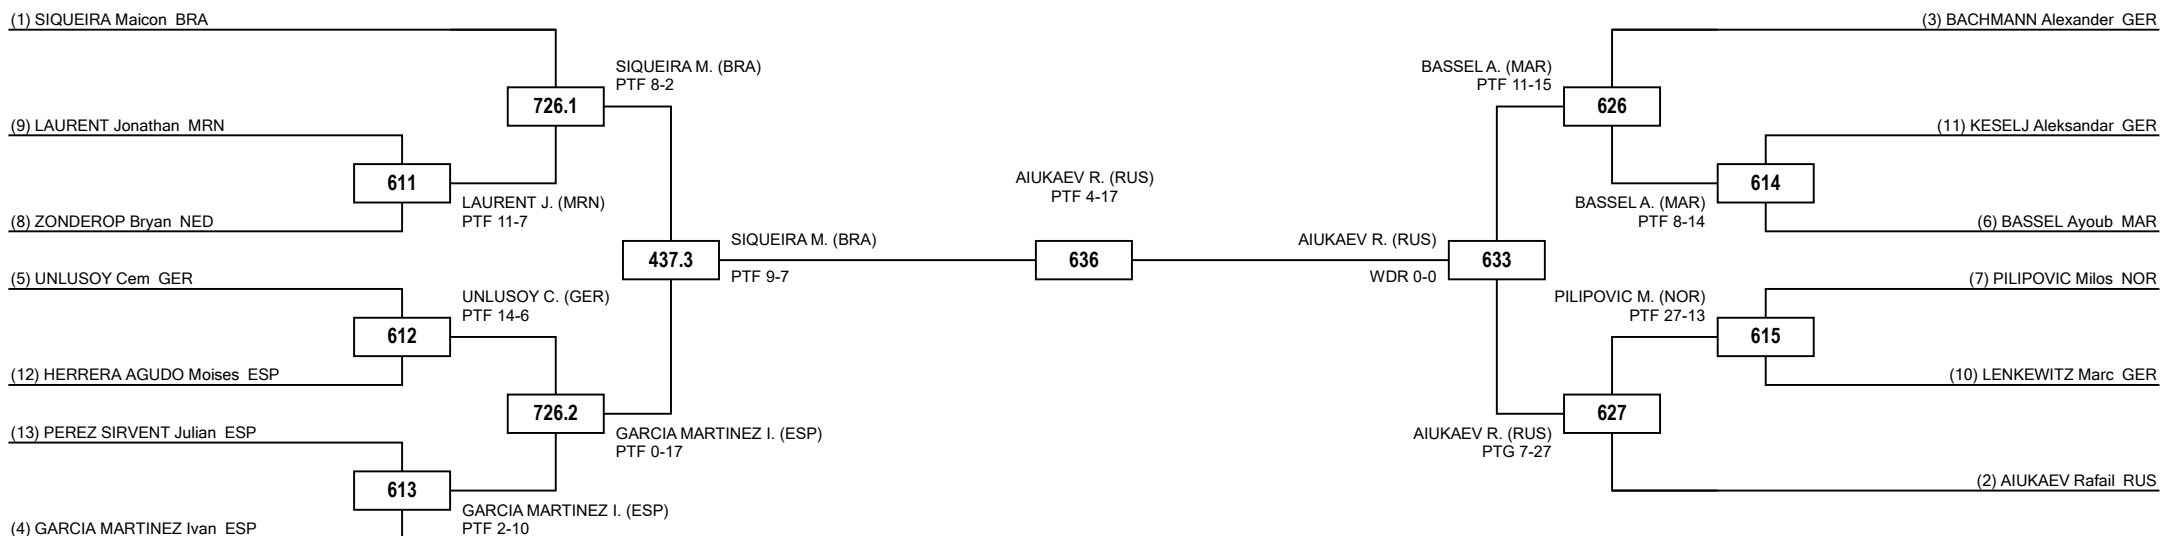 (1) SIQUEIRA Maicon BRA
(3) BACHMANN Alexander GER
SIQUEIRA M. (BRA)
PTF 8-2
BASSEL A. (MAR)
PTF 11-15
726.1
626
(9) LAURENT Jonathan MRN
(11) KESELJ Aleksandar GER
611
AIUKAEV R. (RUS)
PTF 4-17
614
LAURENT J. (MRN)
PTF 11-7
BASSEL A. (MAR)
PTF 8-14
(8) ZONDEROP Bryan NED
(6) BASSEL Ayoub MAR
437.3
SIQUEIRA M. (BRA)
PTF 9-7
636
AIUKAEV R. (RUS)
WDR 0-0
633
(5) UNLUSOY Cem GER
(7) PILIPOVIC Milos NOR
UNLUSOY C. (GER)
PTF 14-6
PILIPOVIC M. (NOR)
PTF 27-13
612
615
(12) HERRERA AGUDO Moises ESP
(10) LENKEWITZ Marc GER
726.2
627
(13) PEREZ SIRVENT Julian ESP
GARCIA MARTINEZ I. (ESP)
PTF 0-17
AIUKAEV R. (RUS)
PTG 7-27
613
(2) AIUKAEV Rafail RUS
GARCIA MARTINEZ I. (ESP)
PTF 2-10
(4) GARCIA MARTINEZ Ivan ESP